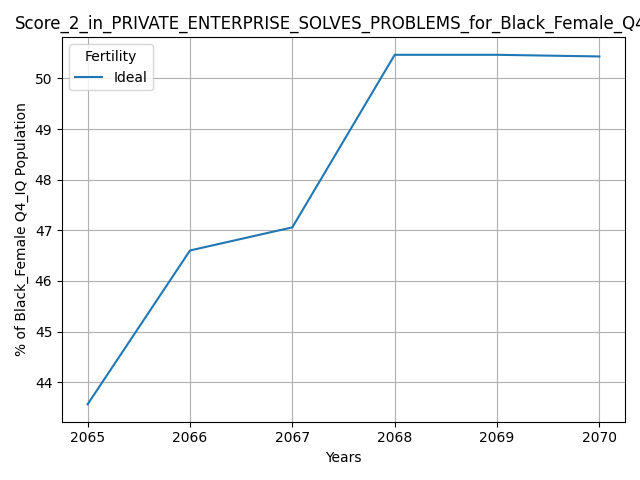 Score_2_in_PRIVATE_ENTERPRISE_SOLVES_PROBLEMS_for_Black_Female_Q4
Fertility
Ideal
% of Black_Female Q4_IQ Population
50
49
48
47
46
45
44
2065 2066 2067 2068 2069 2070
Years